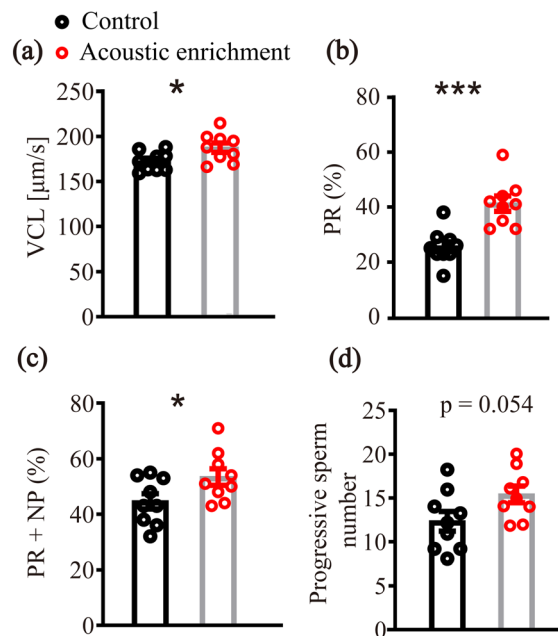 Control
Acoustic enrichment
(a)
*
VCL [µm/s]
250
200
150
100
50
0
(b)
***
PR (%)
80
60
40
20
0
(c)
*
PR + NP (%)
80
60
40
20
0
(d)
p = 0.054
Progressive sperm
number
25
20
15
10
5
0